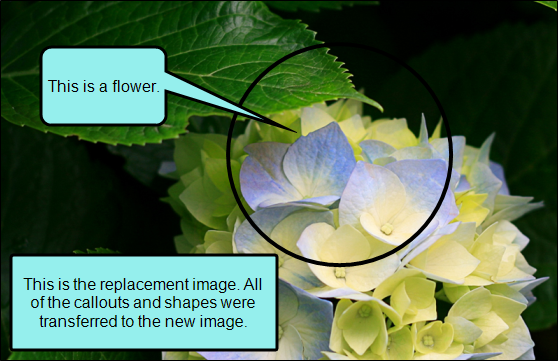 This is a flower.
This is the replacement image. All
of the callouts and shapes were
transferred to the new image.